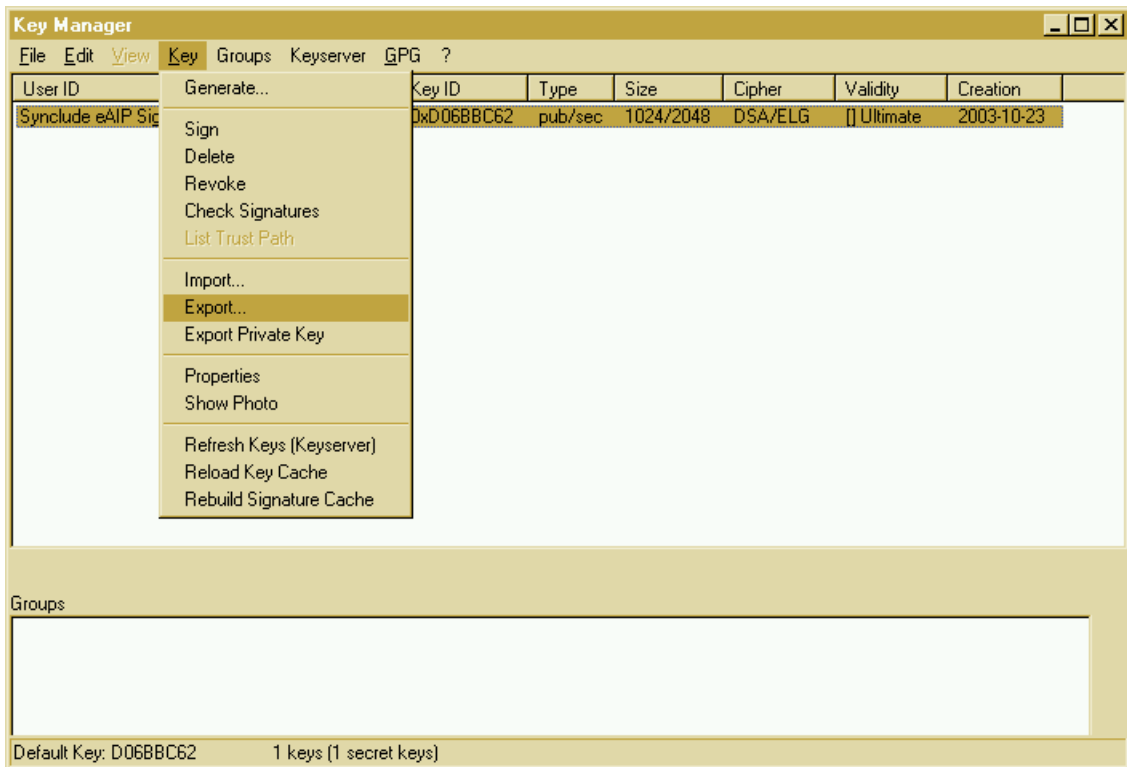 Key Manager
File Edit View Key Groups Keyserver GPG ?
User ID Key ID Type Size Cipher Validity Creation
Synclude eAIP Sig 0xD06BBC62 pub/sec 1024/2048 DSA/ELG [] Ultimate 2003-10-23
Generate...
Sign
Delete
Revoke
Check Signatures
List Trust Path
Import...
Export...
Export Private Key
Properties
Show Photo
Refresh Keys (Keyserver)
Reload Key Cache
Rebuild Signature Cache
Groups
Default Key: D06BBC62 1 keys (1 secret keys)